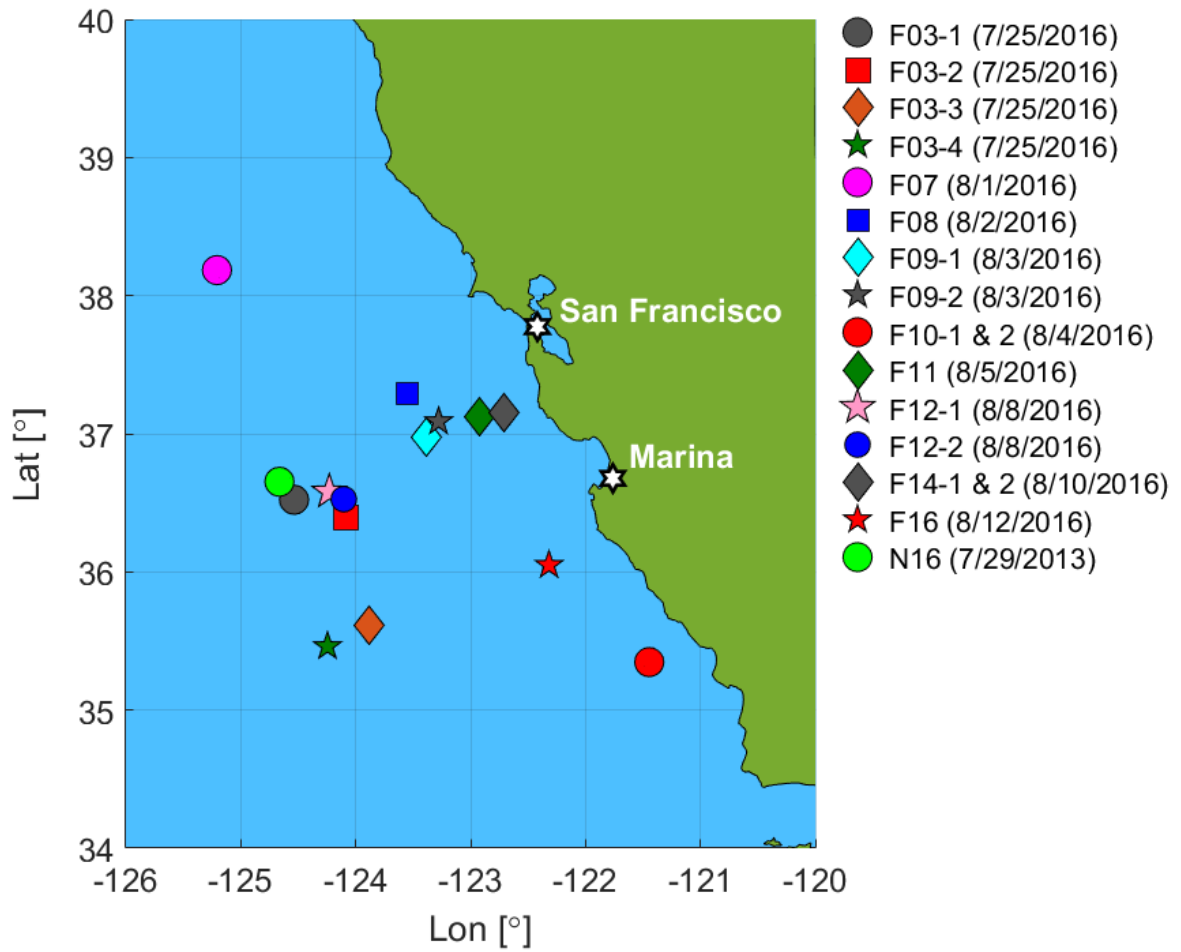 40
39
38
37
36
35
34
-126
-125
-124
-123
-122
-121
-120
Lat [°]
Lon [°]
San Francisco
Marina
F03-1 (7/25/2016)
F03-2 (7/25/2016)
F03-3 (7/25/2016)
F03-4 (7/25/2016)
F07 (8/1/2016)
F08 (8/2/2016)
F09-1 (8/3/2016)
F09-2 (8/3/2016)
F10-1 & 2 (8/4/2016)
F11 (8/5/2016)
F12-1 (8/8/2016)
F12-2 (8/8/2016)
F14-1 & 2 (8/10/2016)
F16 (8/12/2016)
N16 (7/29/2013)